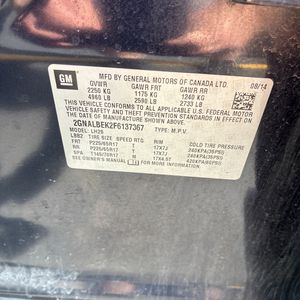 GM
MFD BY GENERAL MOTORS OF CANADA LTD. 08/14
GVWR GAWR FRT GAWR RR
2250 KG 1175 KG 1240 KG
4960 LB 2590 LB 2733 LB
THIS VEHICLE CONFORMS TO ALL APPLICABLE U.S. FEDERAL MOTOR
VEHICLE SAFETY, BUMPER, AND THEFT PREVENTION STANDARDS IN
EFFECT ON THE DATE OF MANUFACTURE SHOWN ABOVE.
2GNALBEK2F6137367 TYPE: M.P.V.
MODEL: LH26
LBB2 TIRE SIZE SPEED RTG RIM COLD TIRE PRESSURE
FRT P225/65R17 T 17X7J 240KPA(35PSI)
RR P225/65R17 T 17X7J 240KPA(35PSI)
SPA T145/70R17 M 17X4.5T 420KPA(60PSI)
SEE OWNER'S MANUAL FOR ADDITIONAL INFORMATION